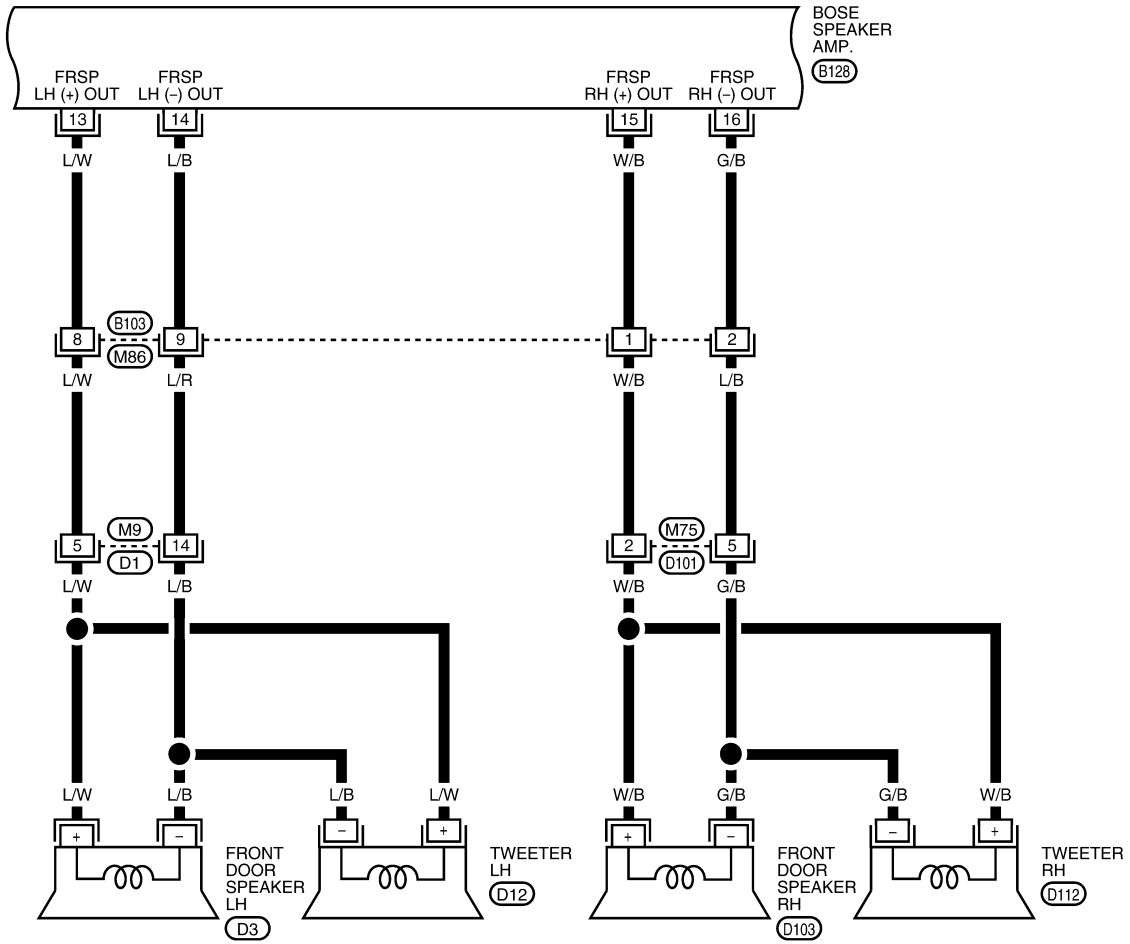 BOSE
SPEAKER
AMP.
B128
FRSP FRSP FRSP FRSP
LH (+) OUT LH (–) OUT RH (+) OUT RH (–) OUT
13 14 15 16
L/W L/B W/B G/B
B103
8 9 1 2
M86
L/W L/R W/B L/B
M9 M75
5 14 2 5
D1 D101
L/W L/B W/B G/B
L/W L/B L/B L/W W/B G/B G/B W/B
+ – – + + – – +
FRONT
DOOR
SPEAKER
LH
D3
TWEETER
LH
D12
FRONT
DOOR
SPEAKER
RH
D103
TWEETER
RH
D112